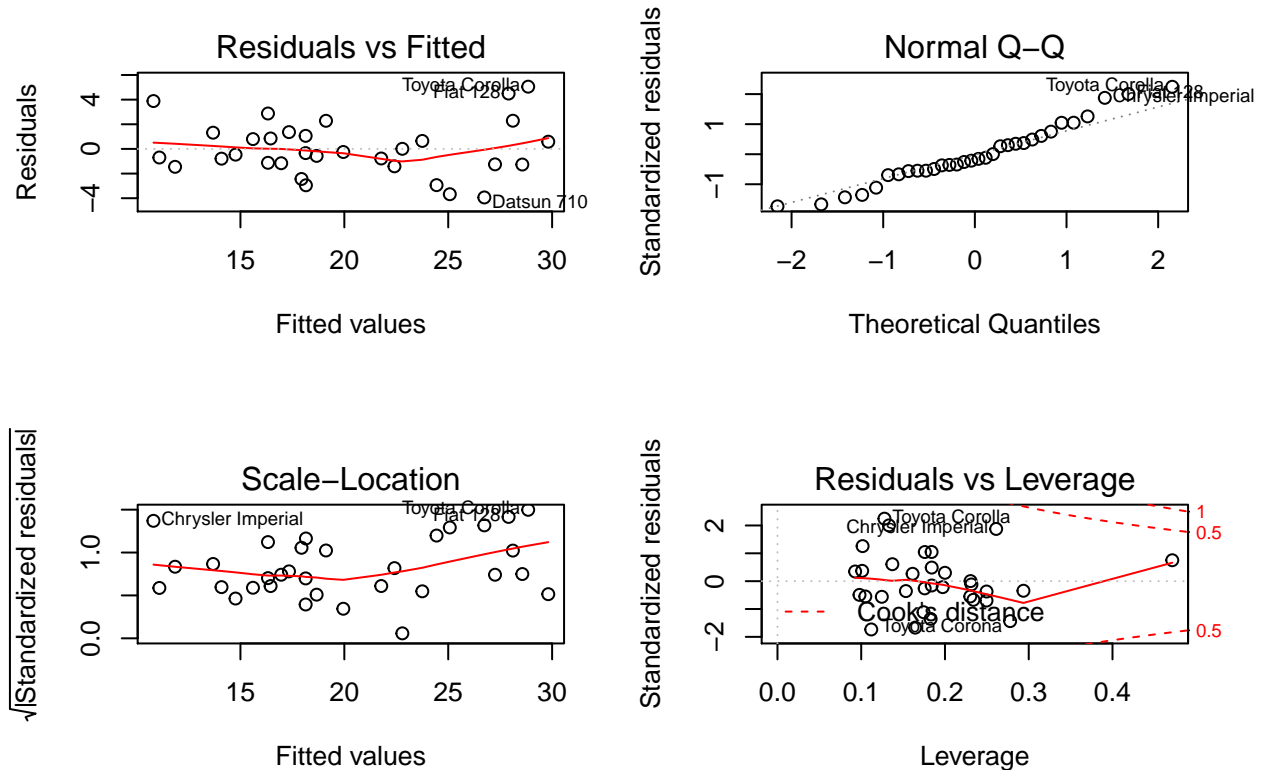 Residuals vs Fitted
Residuals
4
0
−4
Toyota Corolla
Fiat 128
Datsun 710
15 20 25 30
Fitted values
Normal Q−Q
Standardized residuals
1
−1
Toyota Corolla
Fiat 128
Chrysler Imperial
−2 −1 0 1 2
Theoretical Quantiles
Scale−Location
√|Standardized residuals|
1.0
0.0
Toyota Corolla
Fiat 128
Chrysler Imperial
15 20 25 30
Fitted values
Residuals vs Leverage
Standardized residuals
2
0
−2
Toyota Corolla
Chrysler Imperial
Cook's distance
Toyota Corona
1
0.5
0.5
0.0 0.1 0.2 0.3 0.4
Leverage